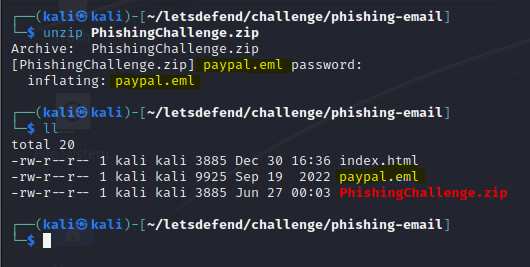 ┌──(kali㉿kali)-[~/letsdefend/challenge/phishing-email]
└─$ unzip PhishingChallenge.zip
Archive:  PhishingChallenge.zip
[PhishingChallenge.zip] paypal.eml password:
  inflating: paypal.eml
┌──(kali㉿kali)-[~/letsdefend/challenge/phishing-email]
└─$ ll
total 20
-rw-r--r-- 1 kali kali 3885 Dec 30 16:36 index.html
-rw-r--r-- 1 kali kali 9925 Sep 19  2022 paypal.eml
-rw-r--r-- 1 kali kali 3885 Jun 27 00:03 PhishingChallenge.zip
┌──(kali㉿kali)-[~/letsdefend/challenge/phishing-email]
└─$